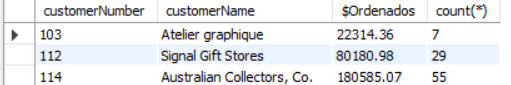 customerNumber customerName $Ordenados count(*)
103 Atelier graphique 22314.36 7
112 Signal Gift Stores 80180.98 29
114 Australian Collectors, Co. 180585.07 55